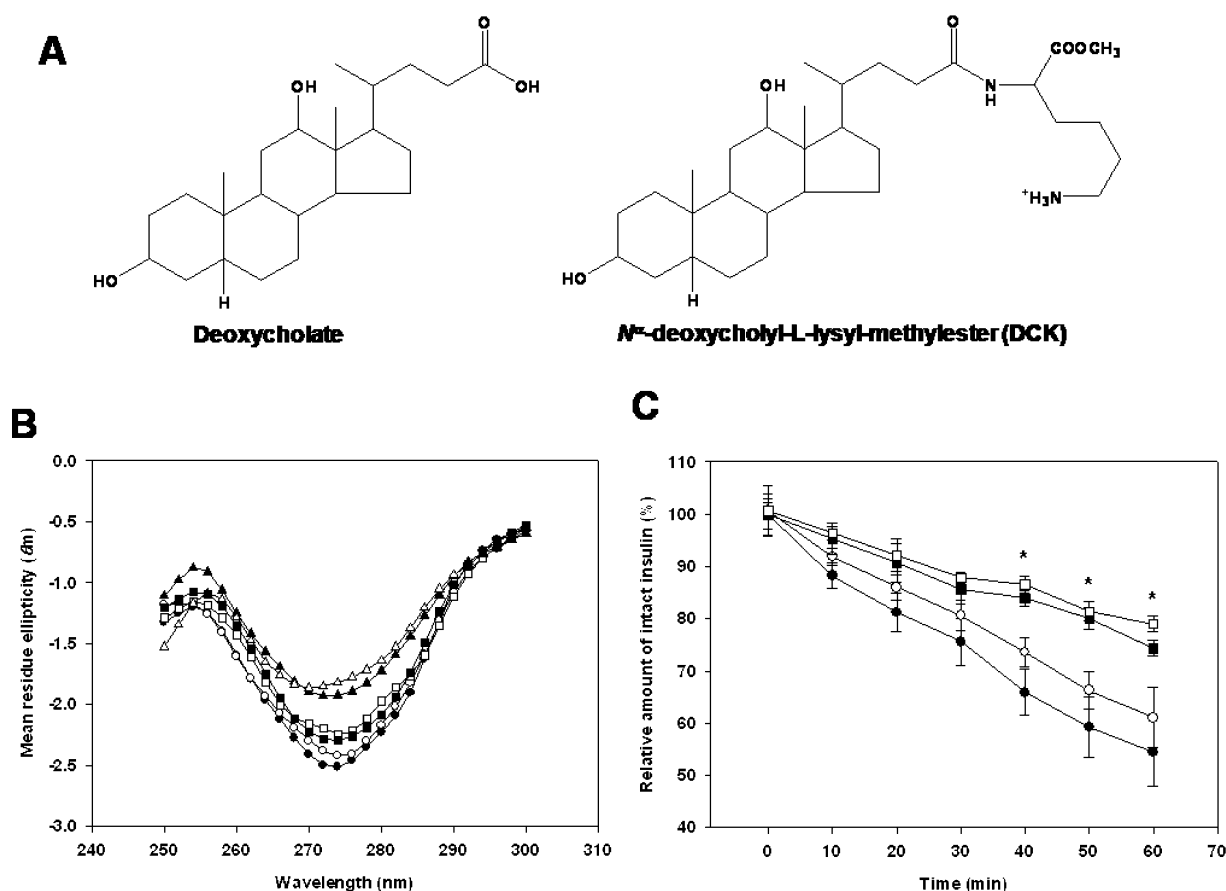 A
O
OH
OH
HO
H
Deoxycholate
O
COOCH3
OH
N
H
+H3N
HO
H
Nα-deoxycholyl-L-lysyl-methylester (DCK)
B
0.0
-0.5
-1.0
-1.5
-2.0
-2.5
-3.0
Mean residue ellipticity (θm)
240 250 260 270 280 290 300 310
Wavelength (nm)
C
110
100
90
80
70
60
50
40
Relative amount of intact insulin (%)
* * *
0 10 20 30 40 50 60 70
Time (min)